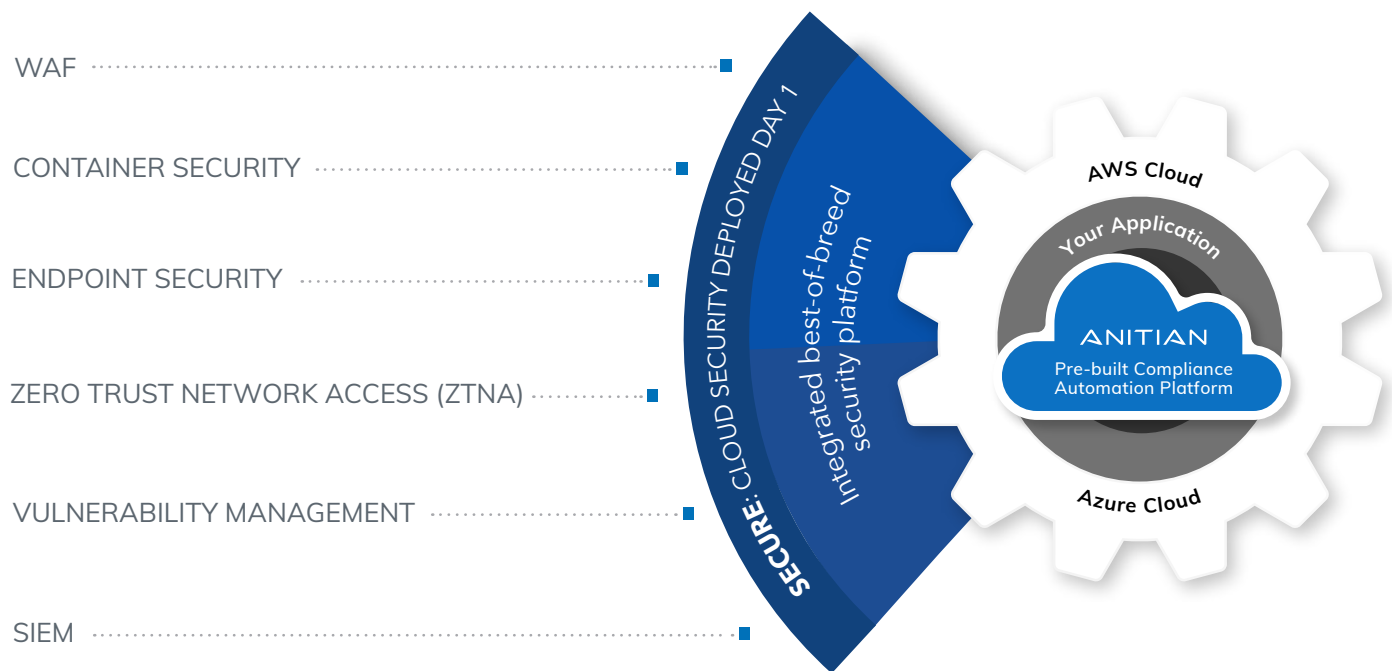 WAF
CONTAINER SECURITY
ENDPOINT SECURITY
ZERO TRUST NETWORK ACCESS (ZTNA)
VULNERABILITY MANAGEMENT
SIEM
SECURE: CLOUD SECURITY DEPLOYED DAY 1
Integrated best-of-breed
security platform
AWS Cloud
Your Application
ANITIAN
Pre-built Compliance
Automation Platform
Azure Cloud